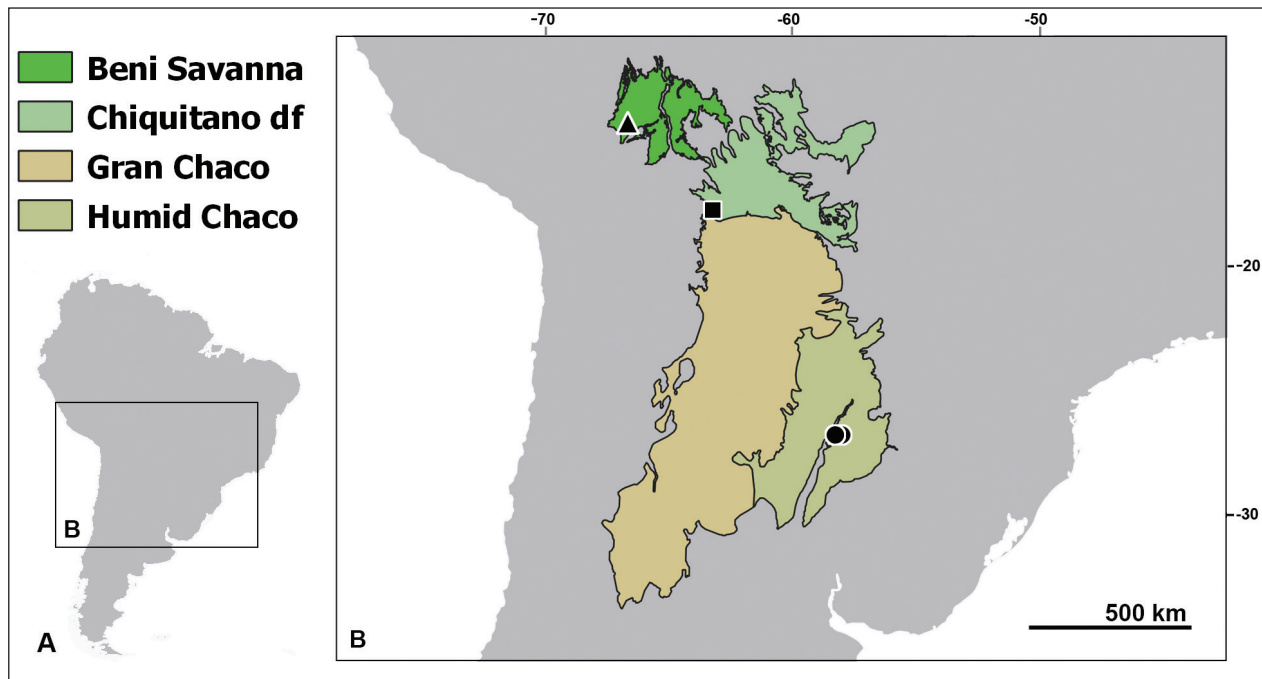 -70 -60 -50
Beni Savanna
Chiquitano df
Gran Chaco
Humid Chaco
-20
-30
B
A
B
500 km